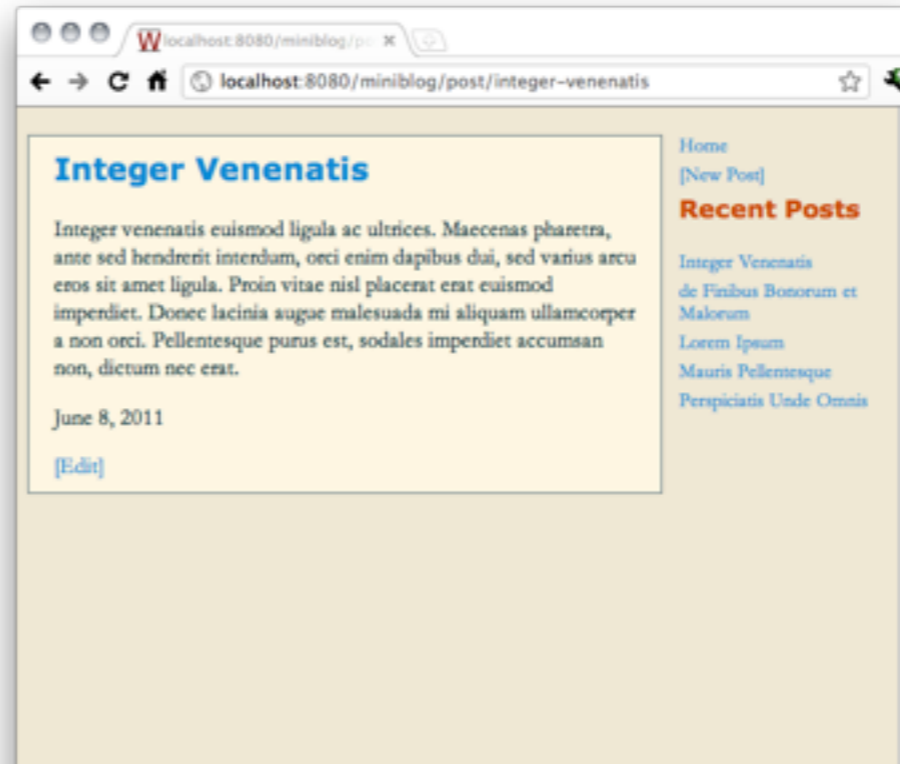 localhost:8080/miniblog/po
localhost:8080/miniblog/post/integer-venenatis
Integer Venenatis
Integer venenatis euismod ligula ac ultrices. Maecenas pharetra,
ante sed hendrerit interdum, orci enim dapibus dui, sed varius arcu
eros sit amet ligula. Proin vitae nisl placerat erat euismod
imperdiet. Donec lacinia augue malesuada mi aliquam ullamcorper
a non orci. Pellentesque purus est, sodales imperdiet accumsan
non, dictum nec erat.
June 8, 2011
[Edit]
Home
[New Post]
Recent Posts
Integer Venenatis
de Finibus Bonorum et
Malorum
Lorem Ipsum
Mauris Pellentesque
Perspiciatis Unde Omnis